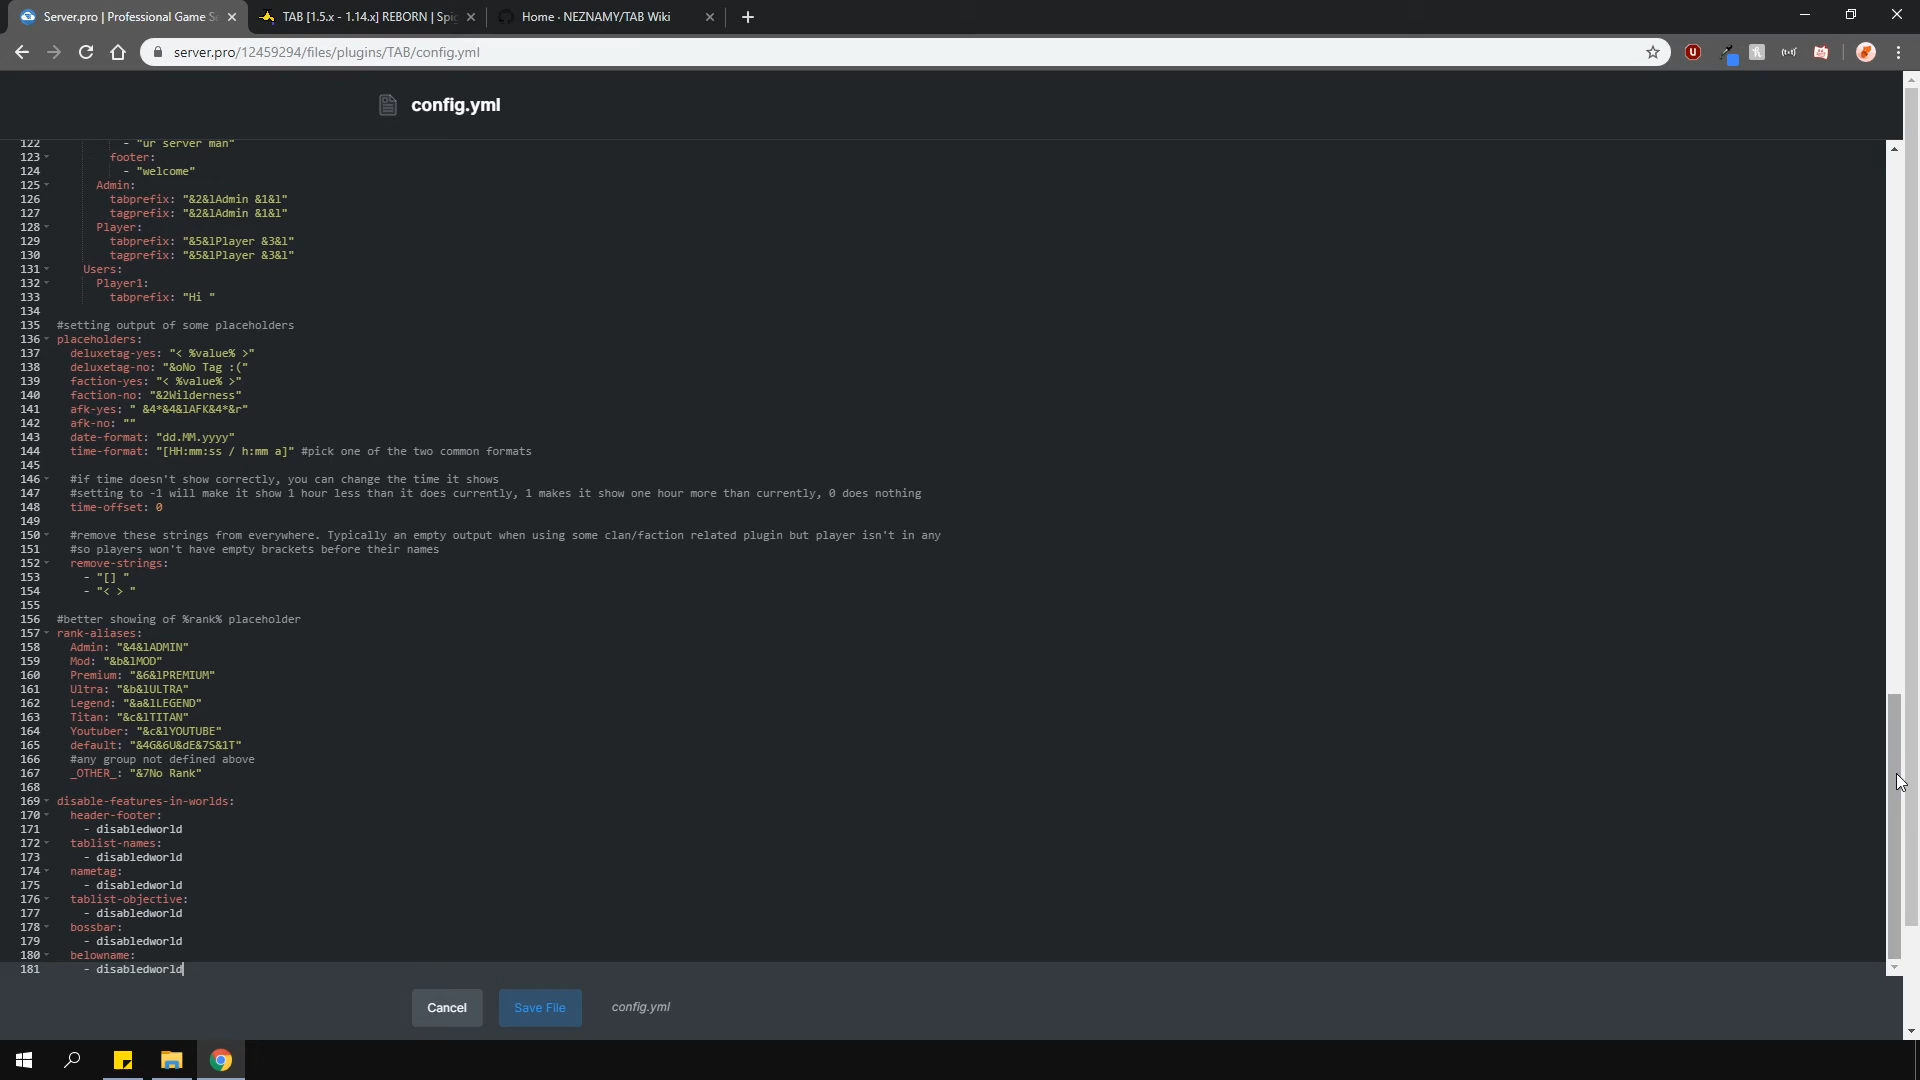 Server.pro | Professional Game S
TAB [1.5.x - 1.14.x] REBORN | Spig
Home · NEZNAMY/TAB Wiki
server.pro/12459294/files/plugins/TAB/config.yml
config.yml
122 - "ur server man"
123 footer:
124 - "welcome"
125 Admin:
126 tabprefix: "&2&lAdmin &1&l"
127 tagprefix: "&2&lAdmin &1&l"
128 Player:
129 tabprefix: "&5&lPlayer &3&l"
130 tagprefix: "&5&lPlayer &3&l"
131 Users:
132 Player1:
133 tabprefix: "Hi "
134
135 #setting output of some placeholders
136 placeholders:
137 deluxetag-yes: "< %value% >"
138 deluxetag-no: "&oNo Tag :("
139 faction-yes: "< %value% >"
140 faction-no: "&2Wilderness"
141 afk-yes: " &4*&4&lAFK&4*&r"
142 afk-no: ""
143 date-format: "dd.MM.yyyy"
144 time-format: "[HH:mm:ss / h:mm a]" #pick one of the two common formats
145
146 #if time doesn't show correctly, you can change the time it shows
147 #setting to -1 will make it show 1 hour less than it does currently, 1 makes it show one hour more than currently, 0 does nothing
148 time-offset: 0
149
150 #remove these strings from everywhere. Typically an empty output when using some clan/faction related plugin but player isn't in any
151 #so players won't have empty brackets before their names
152 remove-strings:
153 - "[] "
154 - "< > "
155
156 #better showing of %rank% placeholder
157 rank-aliases:
158 Admin: "&4&lADMIN"
159 Mod: "&b&lMOD"
160 Premium: "&6&lPREMIUM"
161 Ultra: "&b&lULTRA"
162 Legend: "&a&lLEGEND"
163 Titan: "&c&lTITAN"
164 Youtuber: "&c&lYOUTUBE"
165 default: "&4G&6U&dE&7S&1T"
166 #any group not defined above
167 _OTHER_: "&7No Rank"
168
169 disable-features-in-worlds:
170 header-footer:
171 - disabledworld
172 tablist-names:
173 - disabledworld
174 nametag:
175 - disabledworld
176 tablist-objective:
177 - disabledworld
178 bossbar:
179 - disabledworld
180 belowname:
181 - disabledworld
Cancel
Save File
config.yml